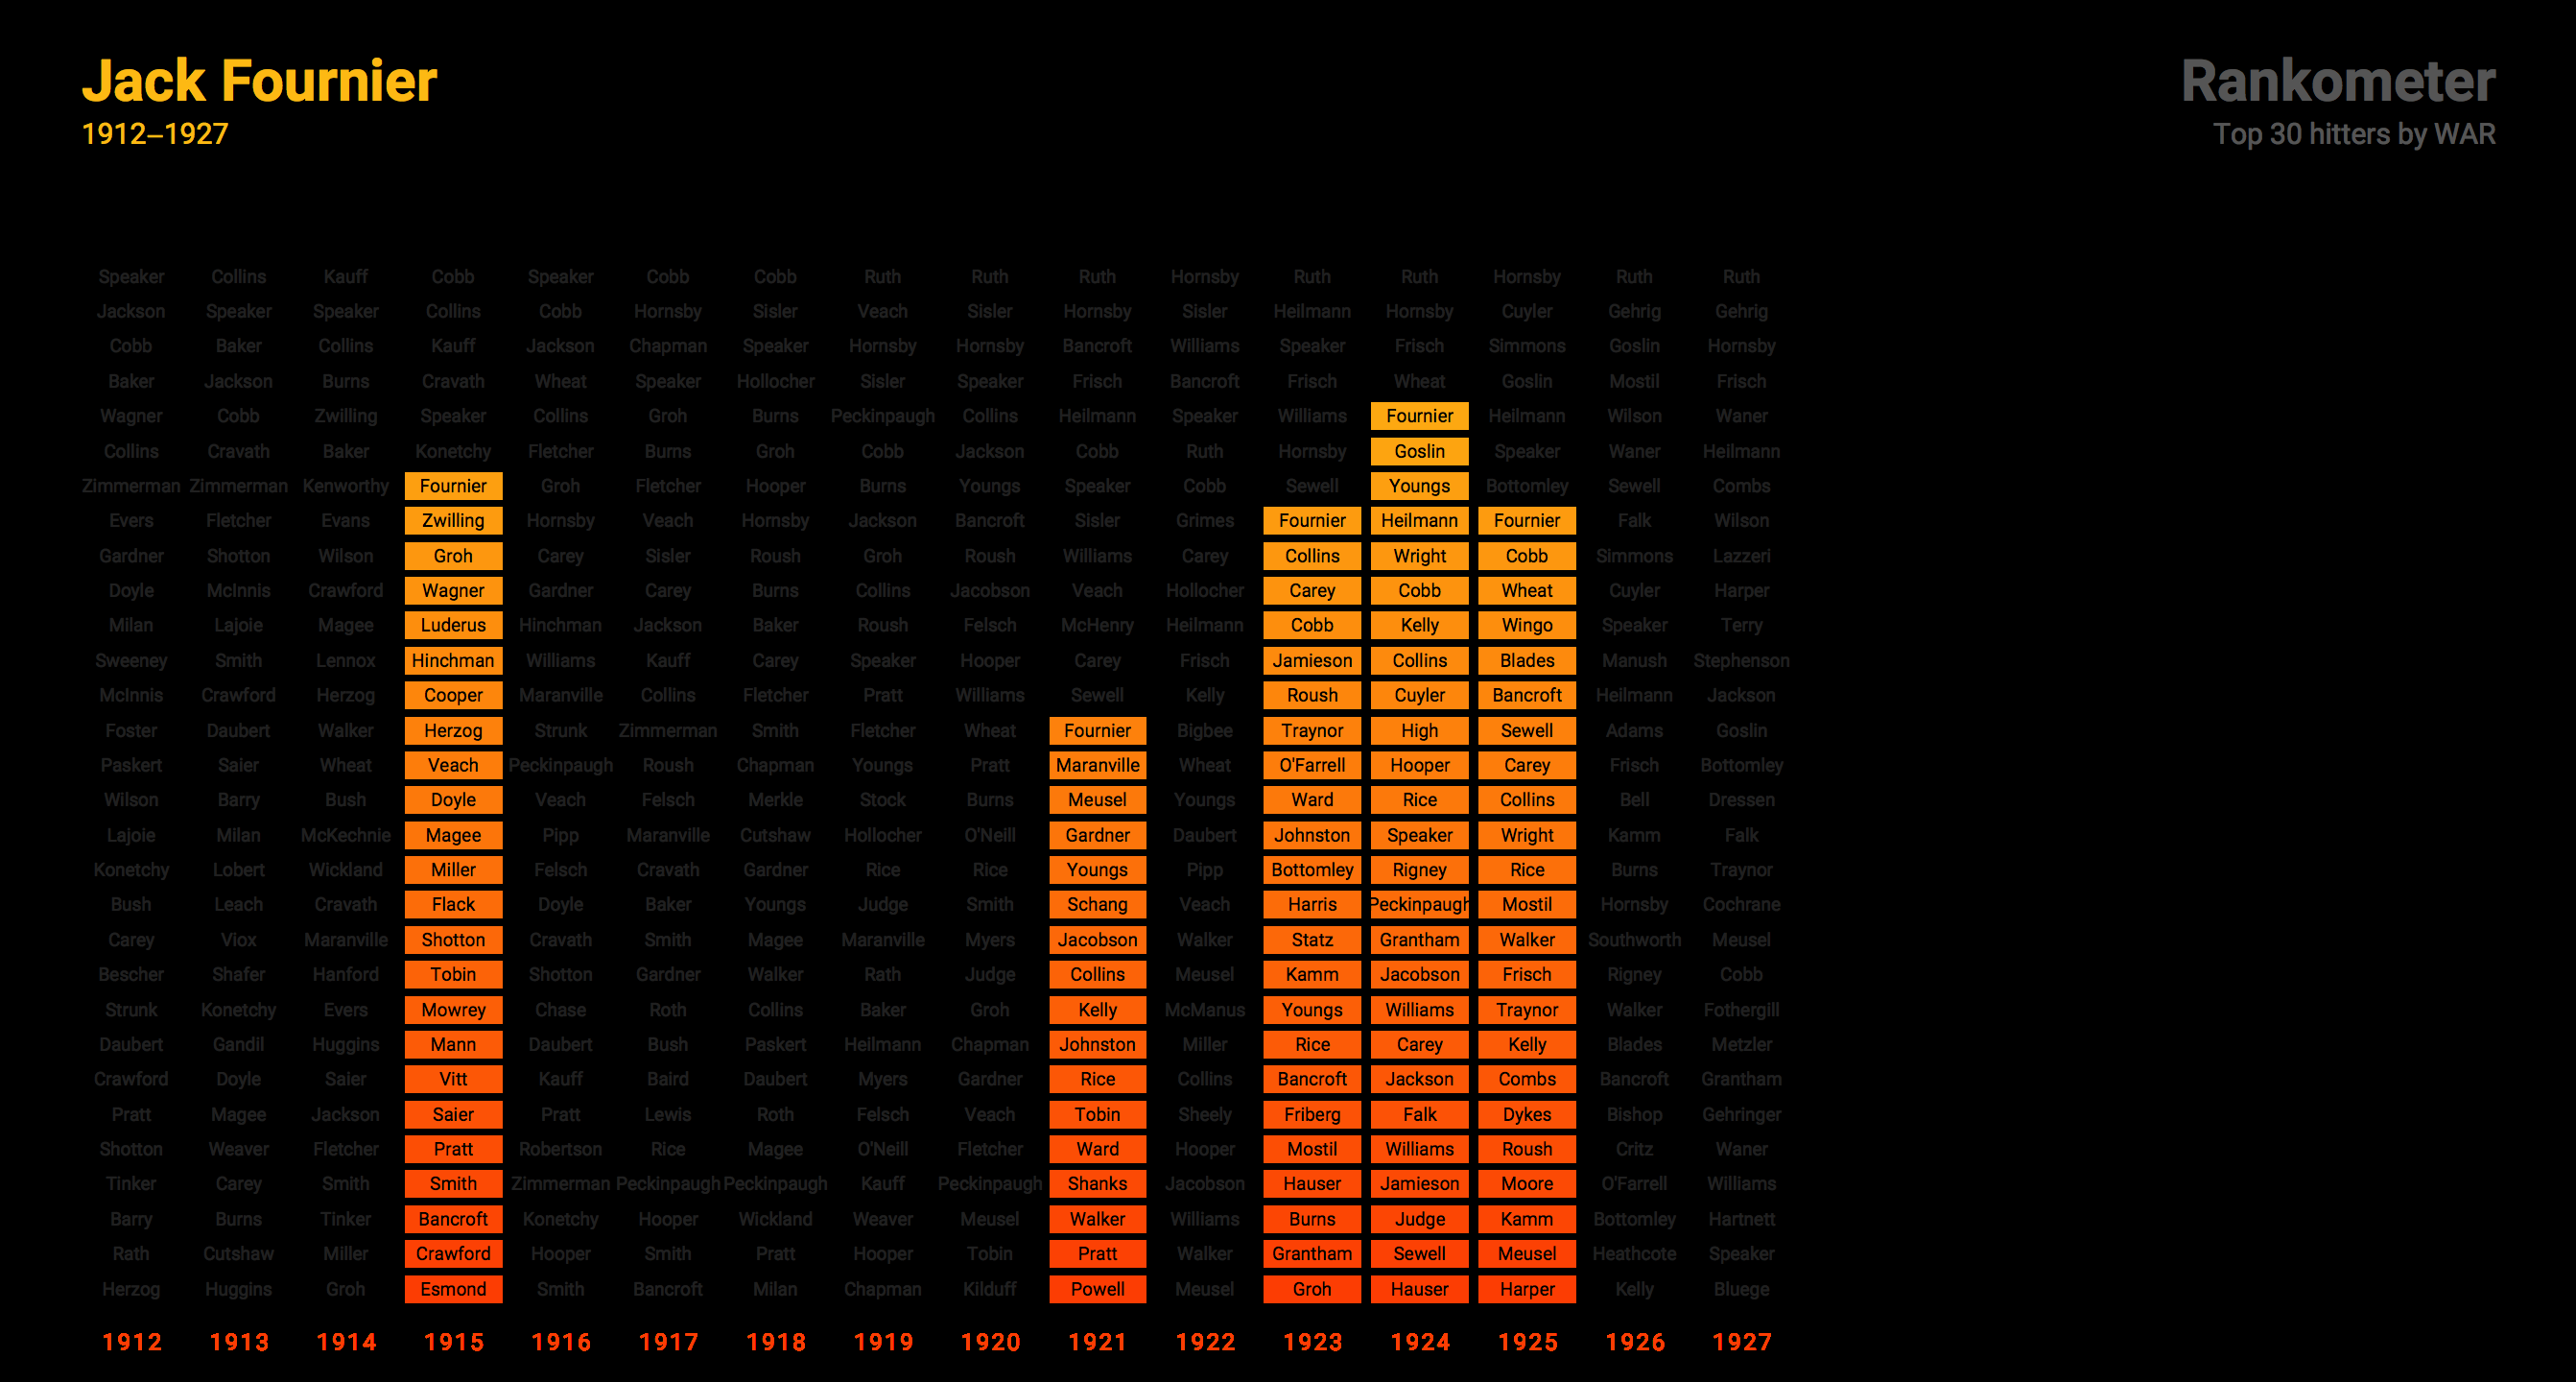 Jack Fournier Rankometer
1912–1927 Top 30 hitters by WAR
Speaker Collins Kauff Cobb Speaker Cobb Cobb Ruth Ruth Ruth Hornsby Ruth Ruth Hornsby Ruth Ruth
Jackson Speaker Speaker Collins Cobb Hornsby Sisler Veach Sisler Hornsby Sisler Heilmann Hornsby Cuyler Gehrig Gehrig
Cobb Baker Collins Kauff Jackson Chapman Speaker Hornsby Hornsby Bancroft Williams Speaker Frisch Simmons Goslin Hornsby
Baker Jackson Burns Cravath Wheat Speaker Hollocher Sisler Speaker Frisch Bancroft Frisch Wheat Goslin Mostil Frisch
Wagner Cobb Zwilling Speaker Collins Groh Burns Peckinpaugh Collins Heilmann Speaker Williams Fournier Heilmann Wilson Waner
Collins Cravath Baker Konetchy Fletcher Burns Groh Cobb Jackson Cobb Ruth Hornsby Goslin Speaker Waner Heilmann
Zimmerman Zimmerman Kenworthy Fournier Groh Fletcher Hooper Burns Youngs Speaker Cobb Sewell Youngs Bottomley Sewell Combs
Evers Fletcher Evans Zwilling Hornsby Veach Hornsby Jackson Bancroft Sisler Grimes Fournier Heilmann Fournier Falk Wilson
Gardner Shotton Wilson Groh Carey Sisler Roush Groh Roush Williams Carey Collins Wright Cobb Simmons Lazzeri
Doyle McInnis Crawford Wagner Gardner Carey Burns Collins Jacobson Veach Hollocher Carey Cobb Wheat Cuyler Harper
Milan Lajoie Magee Luderus Hinchman Jackson Baker Roush Felsch McHenry Heilmann Cobb Kelly Wingo Speaker Terry
Sweeney Smith Lennox Hinchman Williams Kauff Carey Speaker Hooper Carey Frisch Jamieson Collins Blades Manush Stephenson
McInnis Crawford Herzog Cooper Maranville Collins Fletcher Pratt Williams Sewell Kelly Roush Cuyler Bancroft Heilmann Jackson
Foster Daubert Walker Herzog Strunk Zimmerman Smith Fletcher Wheat Fournier Bigbee Traynor High Sewell Adams Goslin
Paskert Saier Wheat Veach Peckinpaugh Roush Chapman Youngs Pratt Maranville Wheat O'Farrell Hooper Carey Frisch Bottomley
Wilson Barry Bush Doyle Veach Felsch Merkle Stock Burns Meusel Youngs Ward Rice Collins Bell Dressen
Lajoie Milan McKechnie Magee Pipp Maranville Cutshaw Hollocher O'Neill Gardner Daubert Johnston Speaker Wright Kamm Falk
Konetchy Lobert Wickland Miller Felsch Cravath Gardner Rice Rice Youngs Pipp Bottomley Rigney Rice Burns Traynor
Bush Leach Cravath Flack Doyle Baker Youngs Judge Smith Schang Veach Harris Peckinpaugh Mostil Hornsby Cochrane
Carey Viox Maranville Shotton Cravath Smith Magee Maranville Myers Jacobson Walker Statz Grantham Walker Southworth Meusel
Bescher Shafer Hanford Tobin Shotton Gardner Walker Rath Judge Collins Meusel Kamm Jacobson Frisch Rigney Cobb
Strunk Konetchy Evers Mowrey Chase Roth Collins Baker Groh Kelly McManus Youngs Williams Traynor Walker Fothergill
Daubert Gandil Huggins Mann Daubert Bush Paskert Heilmann Chapman Johnston Miller Rice Carey Kelly Blades Metzler
Crawford Doyle Saier Vitt Kauff Baird Daubert Myers Gardner Rice Collins Bancroft Jackson Combs Bancroft Grantham
Pratt Magee Jackson Saier Pratt Lewis Roth Felsch Veach Tobin Sheely Friberg Falk Dykes Bishop Gehringer
Shotton Weaver Fletcher Pratt Robertson Rice Magee O'Neill Fletcher Ward Hooper Mostil Williams Roush Critz Waner
Tinker Carey Smith Smith Zimmerman Peckinpaugh Peckinpaugh Kauff Peckinpaugh Shanks Jacobson Hauser Jamieson Moore O'Farrell Williams
Barry Burns Tinker Bancroft Konetchy Hooper Wickland Weaver Meusel Walker Williams Burns Judge Kamm Bottomley Hartnett
Rath Cutshaw Miller Crawford Hooper Smith Pratt Hooper Tobin Pratt Walker Grantham Sewell Meusel Heathcote Speaker
Herzog Huggins Groh Esmond Smith Bancroft Milan Chapman Kilduff Powell Meusel Groh Hauser Harper Kelly Bluege
1912 1913 1914 1915 1916 1917 1918 1919 1920 1921 1922 1923 1924 1925 1926 1927